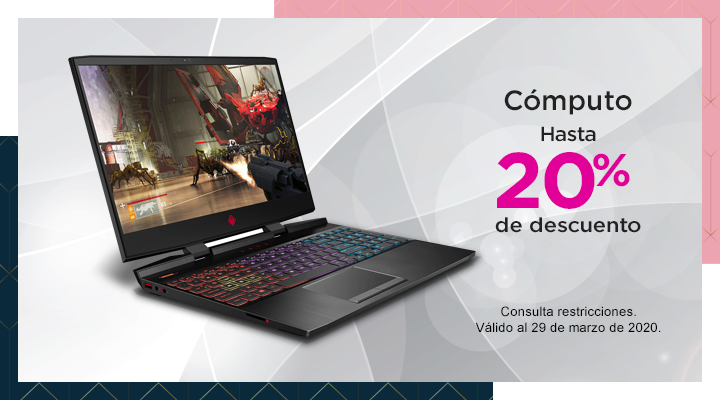 Cómputo
Hasta
20%
de descuento
Consulta restricciones.
Válido al 29 de marzo de 2020.